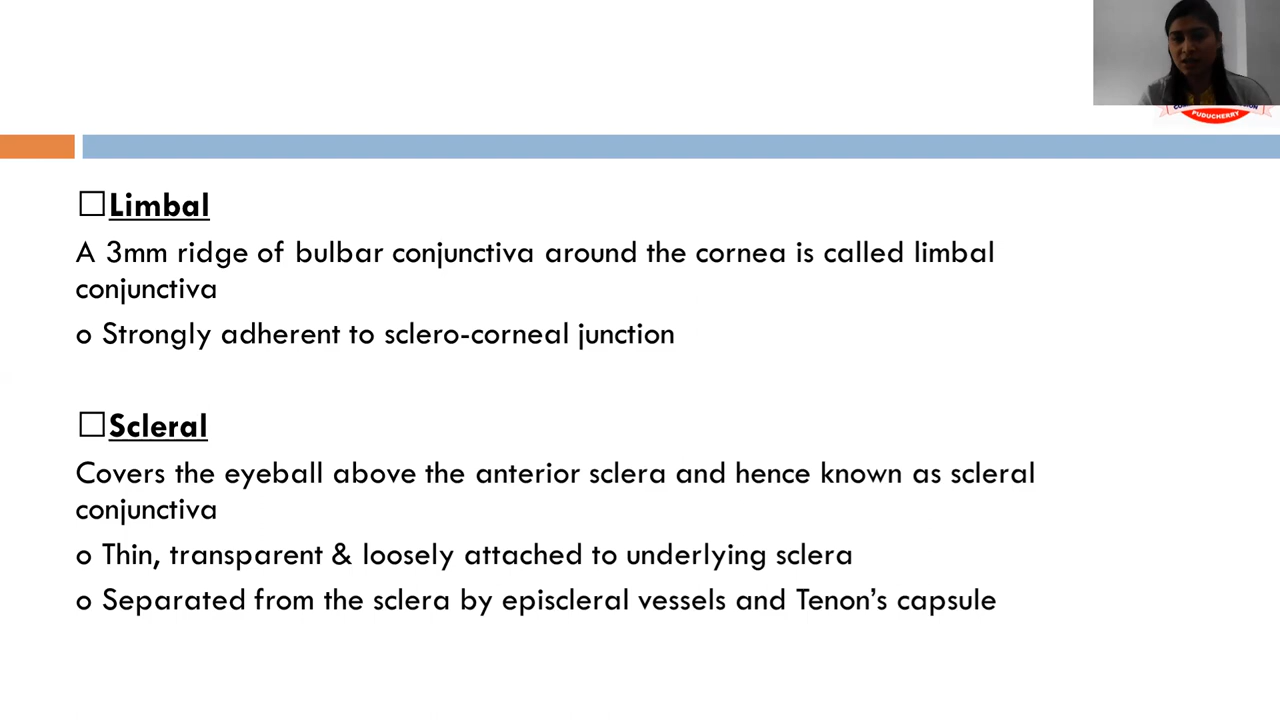 PUDUCHERRY
☐Limbal
A 3mm ridge of bulbar conjunctiva around the cornea is called limbal
conjunctiva
o Strongly adherent to sclero-corneal junction
☐Scleral
Covers the eyeball above the anterior sclera and hence known as scleral
conjunctiva
o Thin, transparent & loosely attached to underlying sclera
o Separated from the sclera by episcleral vessels and Tenon’s capsule